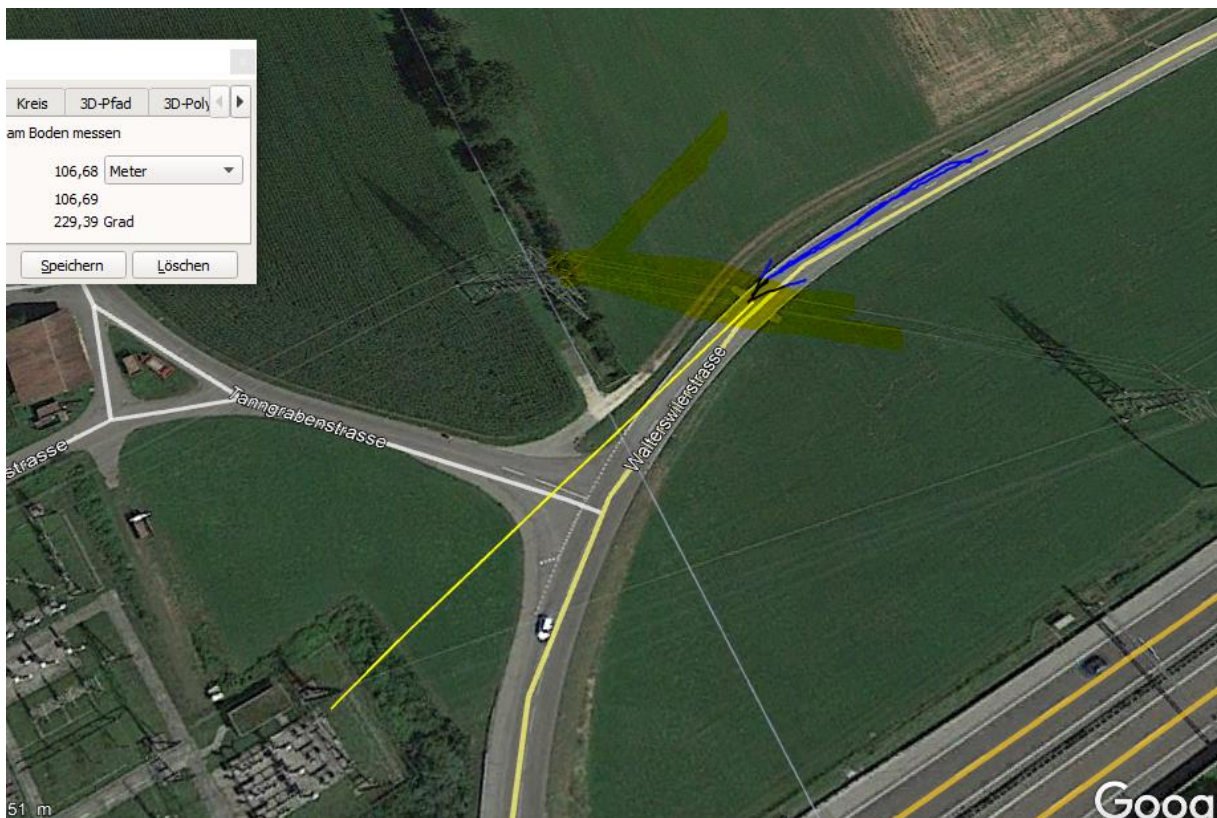 Kreis 3D-Pfad 3D-Poly
am Boden messen
106,68 Meter
106,69
229,39 Grad
Speichern Löschen
Tanngrabenstrasse
Walterswilerstrasse
strasse
51 m
Goog